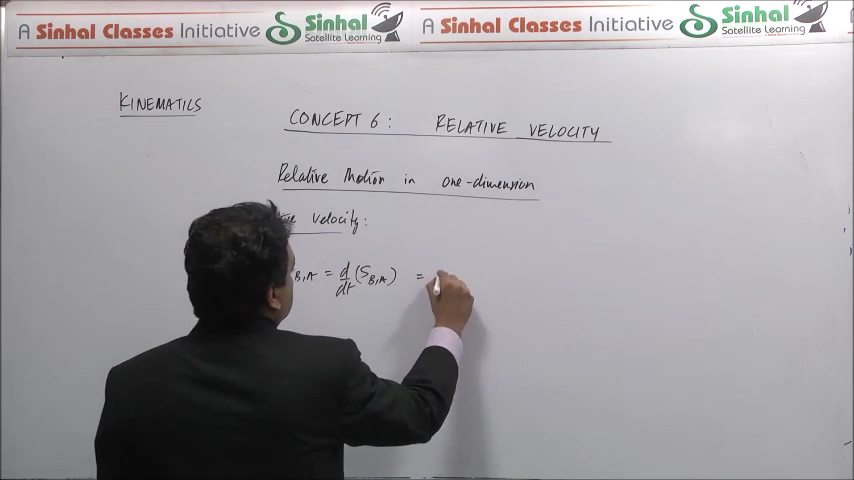 A Sinhal Classes Initiative Sinhal Satellite Learning A Sinhal Classes Initiative Sinhal Satellite Learning A
KINEMATICS
CONCEPT 6: RELATIVE VELOCITY
Relative Motion in one-dimension
velocity:
B,A = d/dt (S_B,A) =